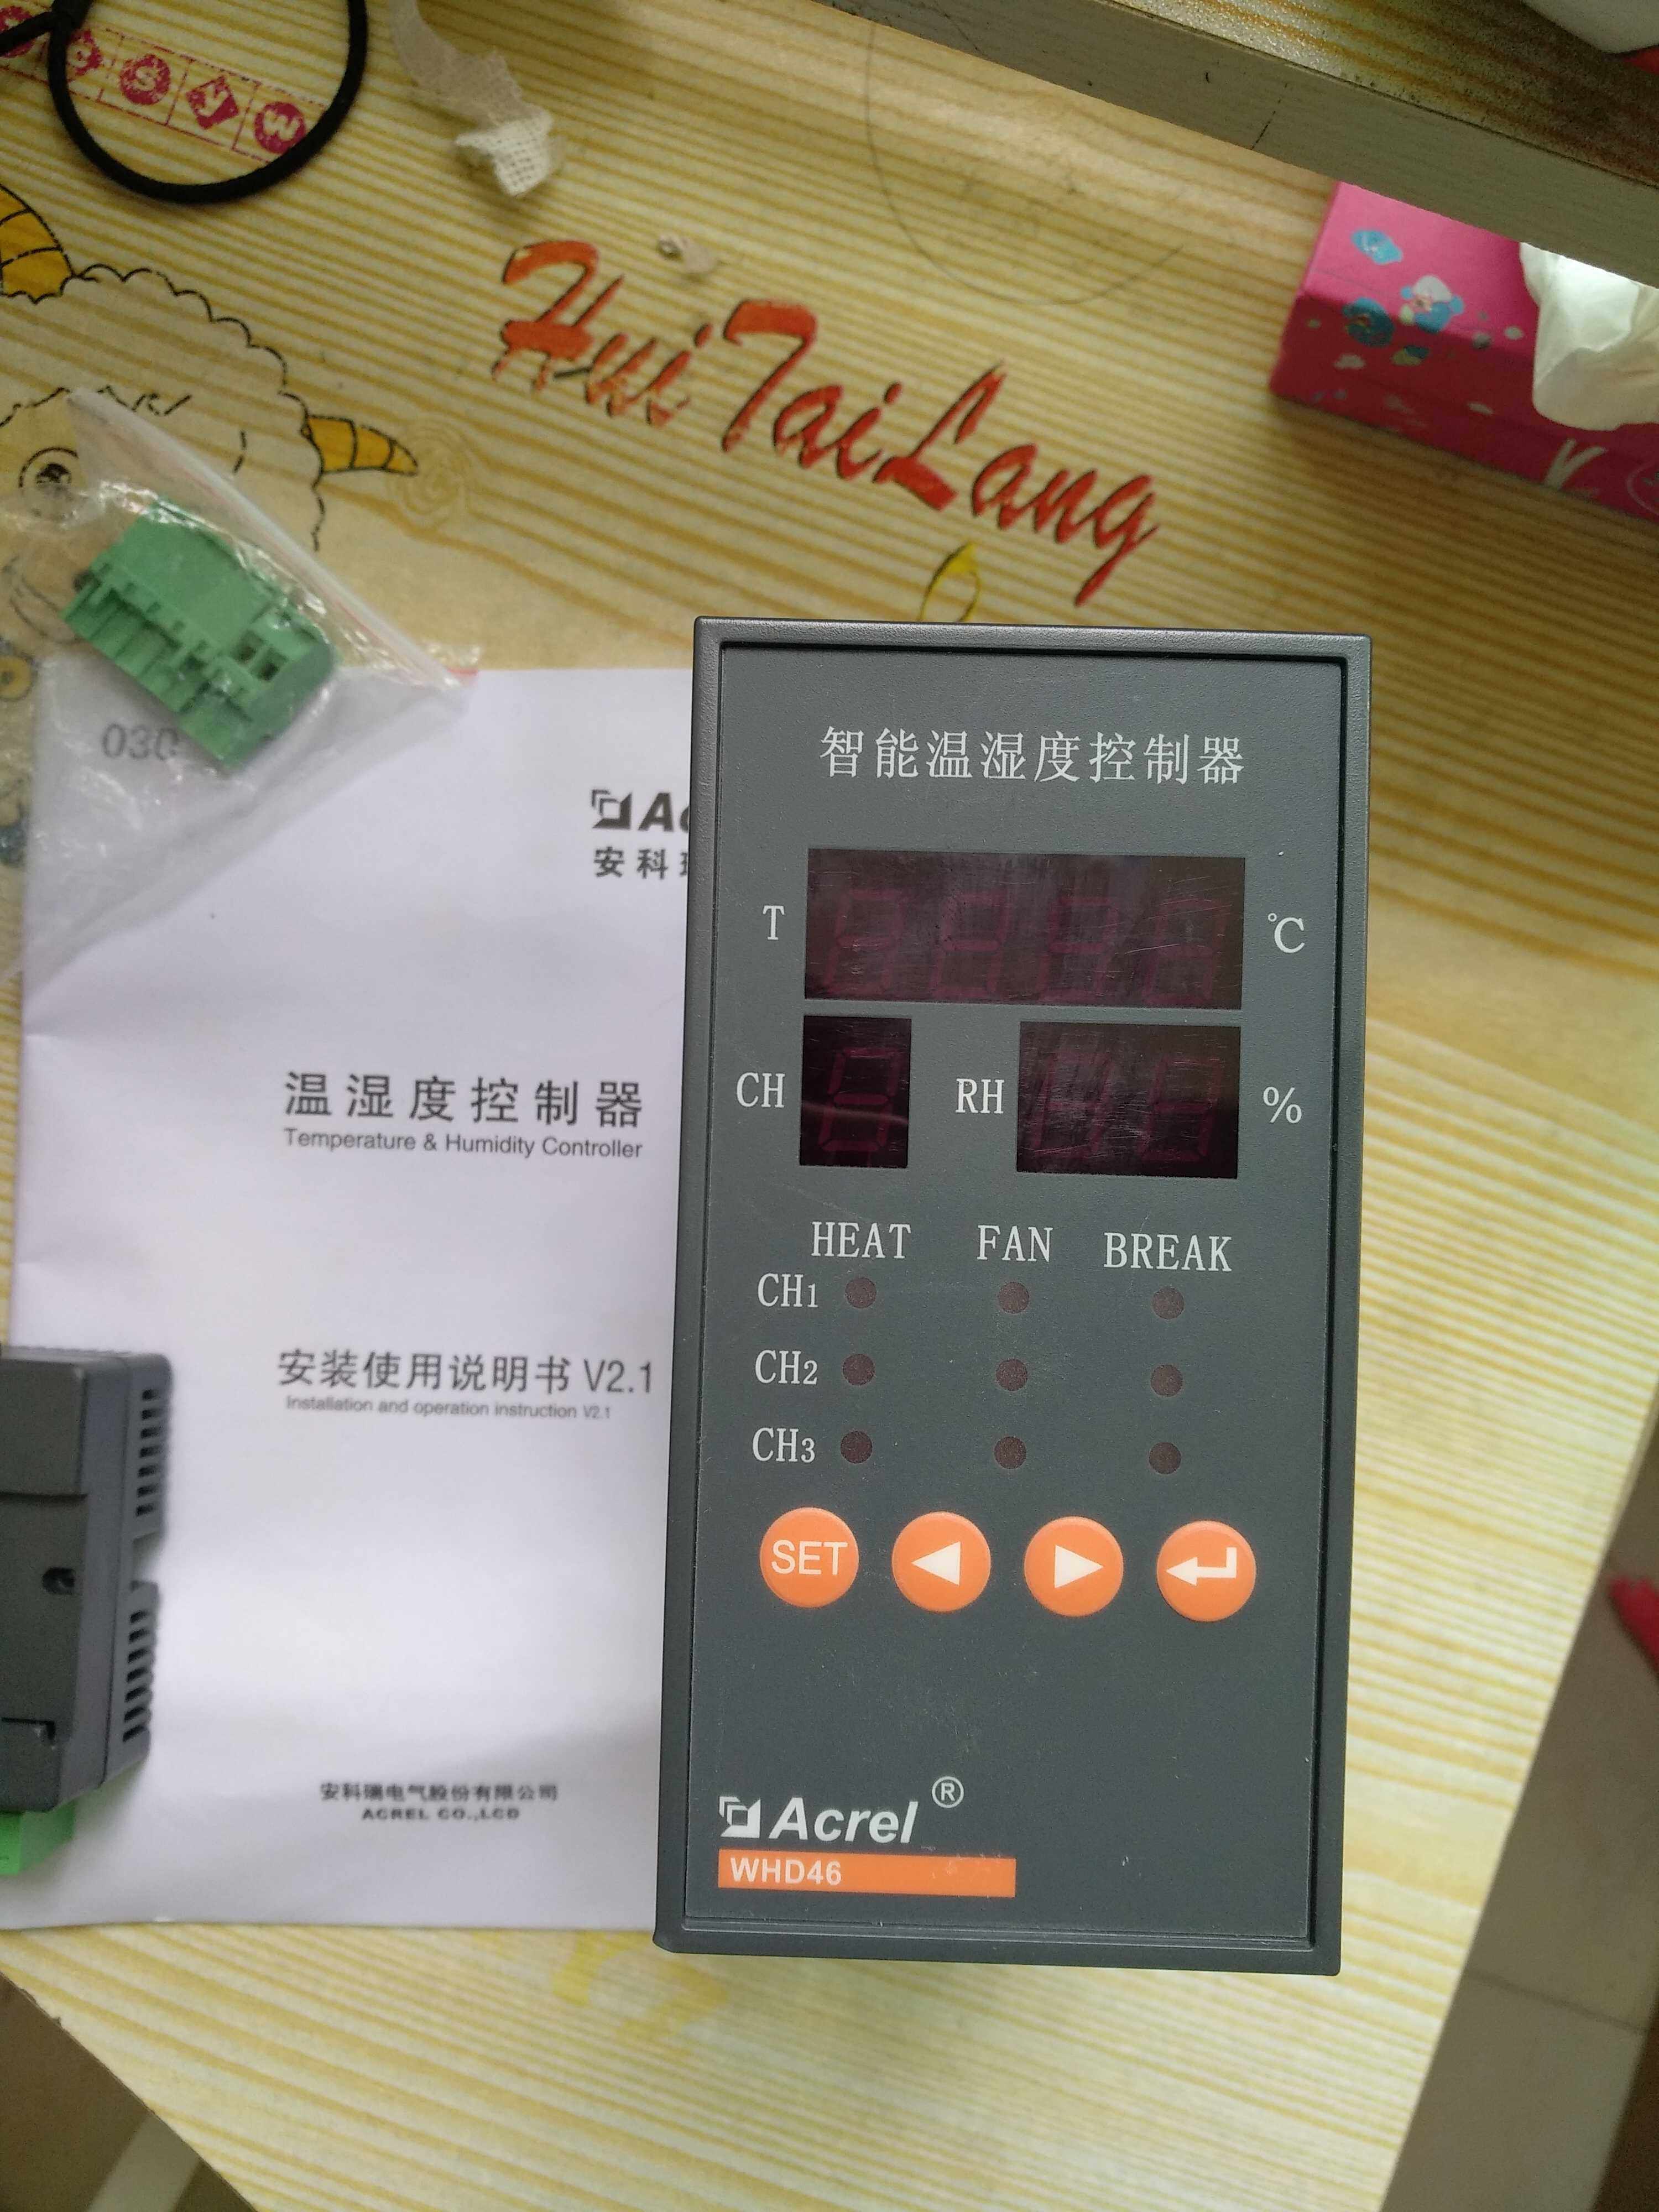 HuiTaiLang
030
Ac
安科
温湿度控制器
Temperature & Humidity Controller
安装使用说明书 V2.1
Installation and operation instruction V2.1
安科瑞电气股份有限公司
ACREL CO.,LCD
智能温湿度控制器
T ℃
CH RH %
HEAT FAN BREAK
CH1
CH2
CH3
SET
Acrel®
WHD46